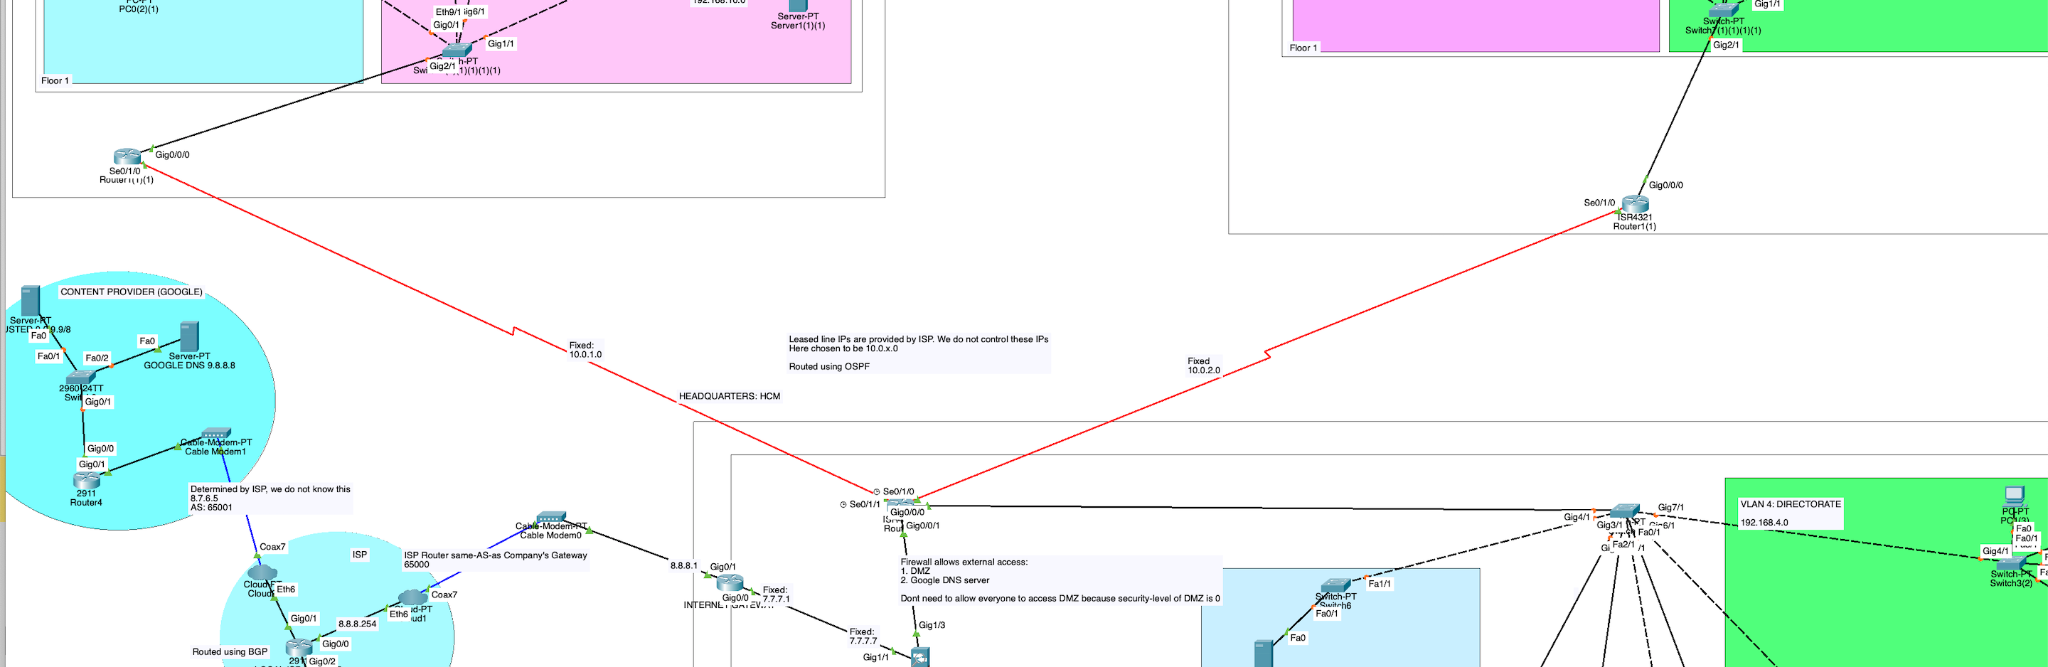 PC0(2)(1)
Eth9/1
Gig0/1
Gig1/1
Gig2/1
Floor 1
192.168.10.0
Server-PT
Server1(1)(1)
Floor 1
Gig1/1
Switch-PT
Gig2/1
Gig0/0/0
Se0/1/0
Router1(1)(1)
Gig0/0/0
Se0/1/0
ISR4321
Router1(1)
CONTENT PROVIDER (GOOGLE)
Server-PT
Fa0
Fa0/1
Fa0/2
Fa0
Server-PT
GOOGLE DNS 9.8.8.8
Gig0/1
Gig0/0
Gig0/1
2911
Router4
Cable-Modem-PT
Cable Modem1
Determined by ISP, we do not know this
8.7.6.5
AS: 65001
Fixed:
10.0.1.0
Leased line IPs are provided by ISP. We do not control these IPs
Here chosen to be 10.0.x.0
Routed using OSPF
Fixed
10.0.2.0
HEADQUARTERS: HCM
Se0/1/0
Se0/1/1
Gig0/0/0
Gig0/0/1
Coax7
ISP
Eth6
Gig0/1
8.8.8.254
Gig0/0
Gig0/2
Routed using BGP
Eth6
Coax7
ISP Router same-AS-as Company's Gateway
65000
Cable-Modem-PT
Cable Modem0
8.8.8.1
Gig0/1
Gig0/0
Fixed:
7.7.7.1
Fixed:
7.7.7.7
Gig1/1
Gig1/3
Firewall allows external access:
1. DMZ
2. Google DNS server
Dont need to allow everyone to access DMZ because security-level of DMZ is 0
Gig4/1
Gig3/1
Gig7/1
Fa0/1
Fa2/1
Fa1/1
Switch-PT
Switch6
Fa0/1
Fa0
VLAN 4: DIRECTORATE
192.168.4.0
Fa0
Fa0/1
Gig4/1
Switch-PT
Switch3(2)